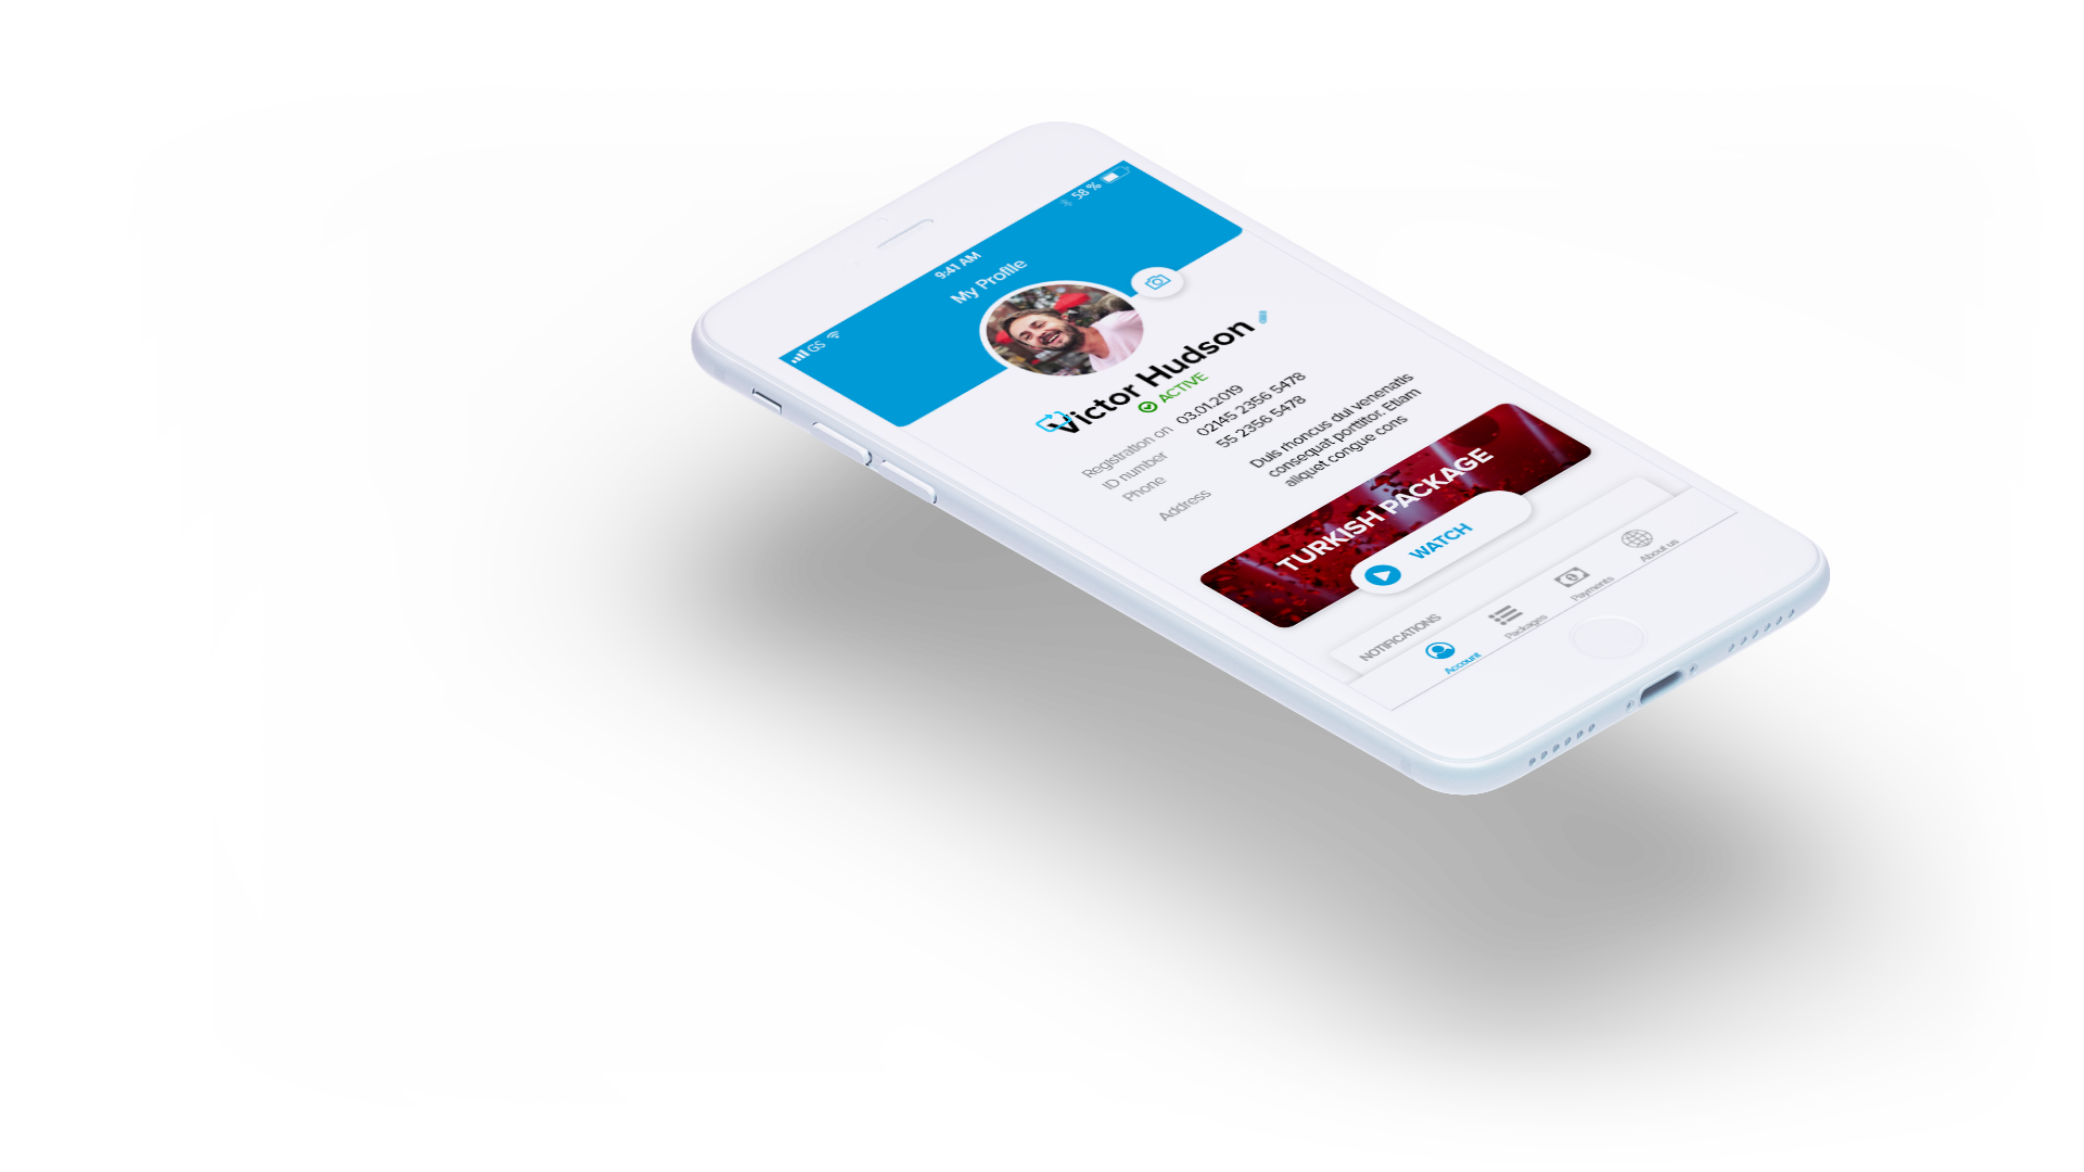 GS
9:41 AM
58 %
My Profile
Victor Hudson
ACTIVE
Registration on 03.01.2019
ID number 02145 2356 5478
Phone 55 2356 5478
Address Duis rhoncus dui venenatis
consequat porttitor. Etiam
aliquet congue cons
TURKISH PACKAGE
WATCH
NOTIFICATIONS
Account
Packages
Payments
About us